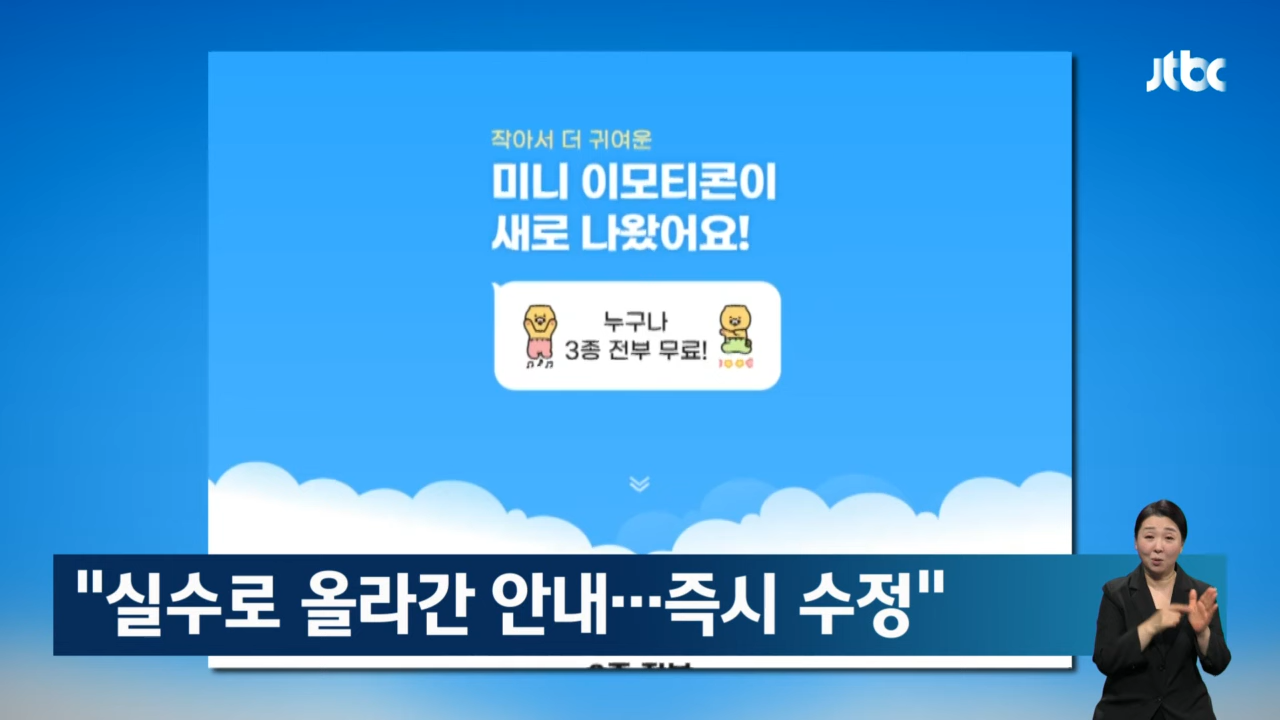 jtbc
작아서 더 귀여운
미니 이모티콘이
새로 나왔어요!
누구나
3종 전부 무료!
"실수로 올라간 안내…즉시 수정"